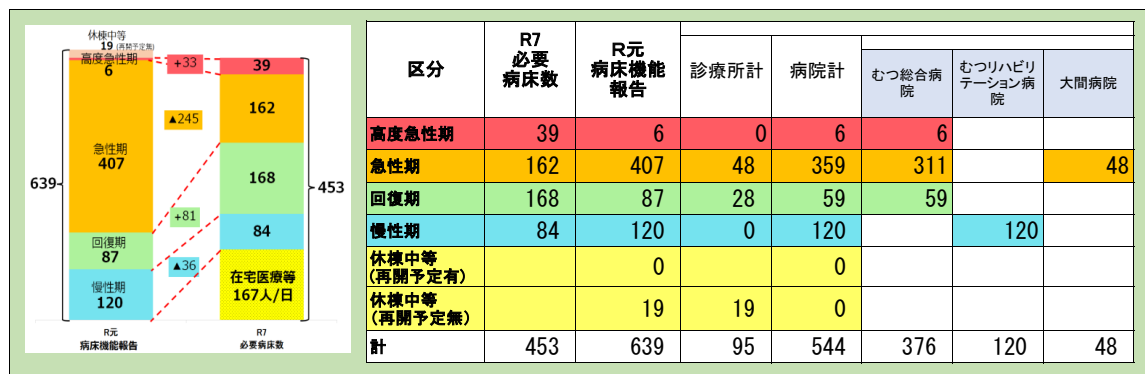 休棟中等
19 (再開予定無)
高度急性期
6
急性期
407
回復期
87
慢性期
120
639
+33
▲245
+81
▲36
39
162
168
84
在宅医療等
167人/日
453
R元
病床機能報告
R7
必要病床数
区分
R7
必要
病床数
R元
病床機能
報告
診療所計
病院計
むつ総合病
院
むつリハビリ
テーション病
院
大間病院
高度急性期 39 6 0 6 6
急性期 162 407 48 359 311 48
回復期 168 87 28 59 59
慢性期 84 120 0 120 120
休棟中等
(再開予定有) 0 0
休棟中等
(再開予定無) 19 19 0
計 453 639 95 544 376 120 48